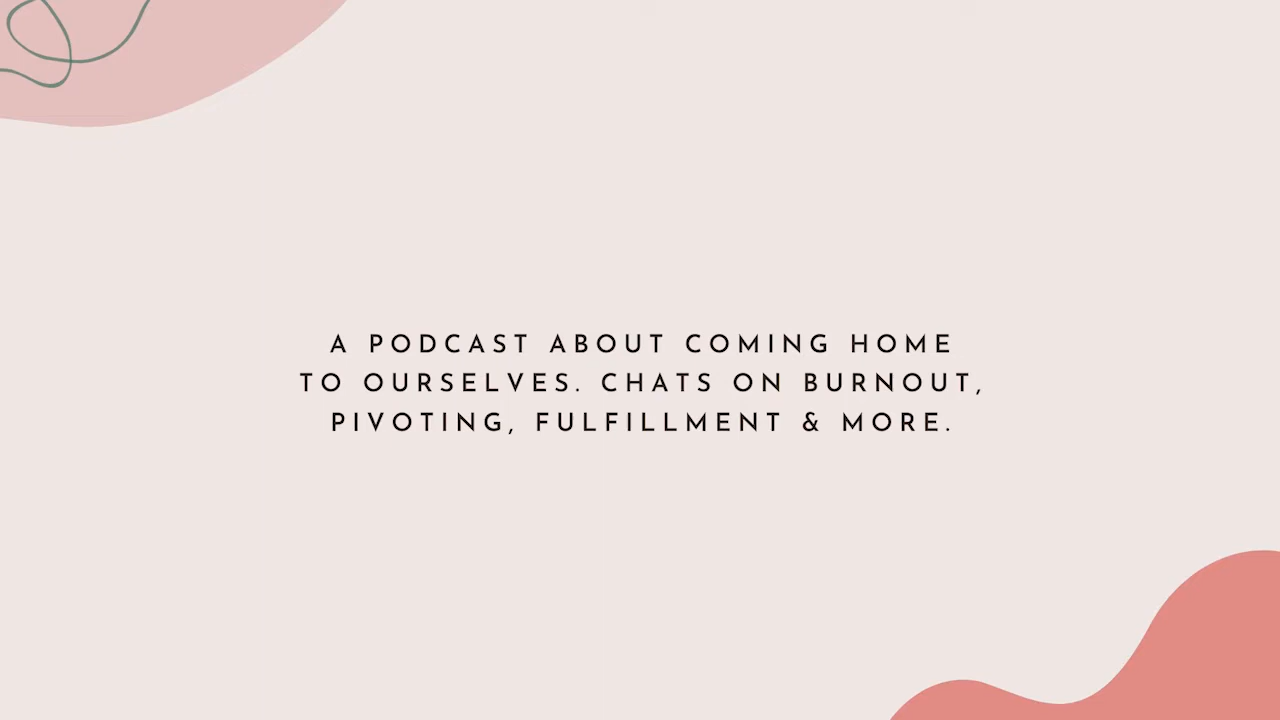 A PODCAST ABOUT COMING HOME
TO OURSELVES. CHATS ON BURNOUT,
PIVOTING, FULFILLMENT & MORE.